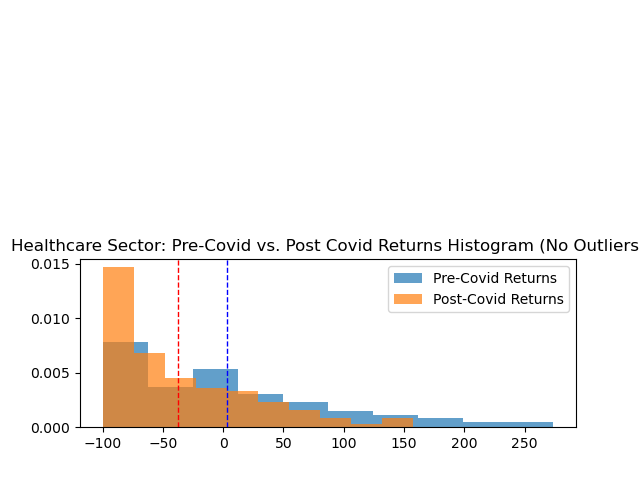 Healthcare Sector: Pre-Covid vs. Post Covid Returns Histogram (No Outliers
0.015
0.010
0.005
0.000
Pre-Covid Returns
Post-Covid Returns
−100 −50 0 50 100 150 200 250